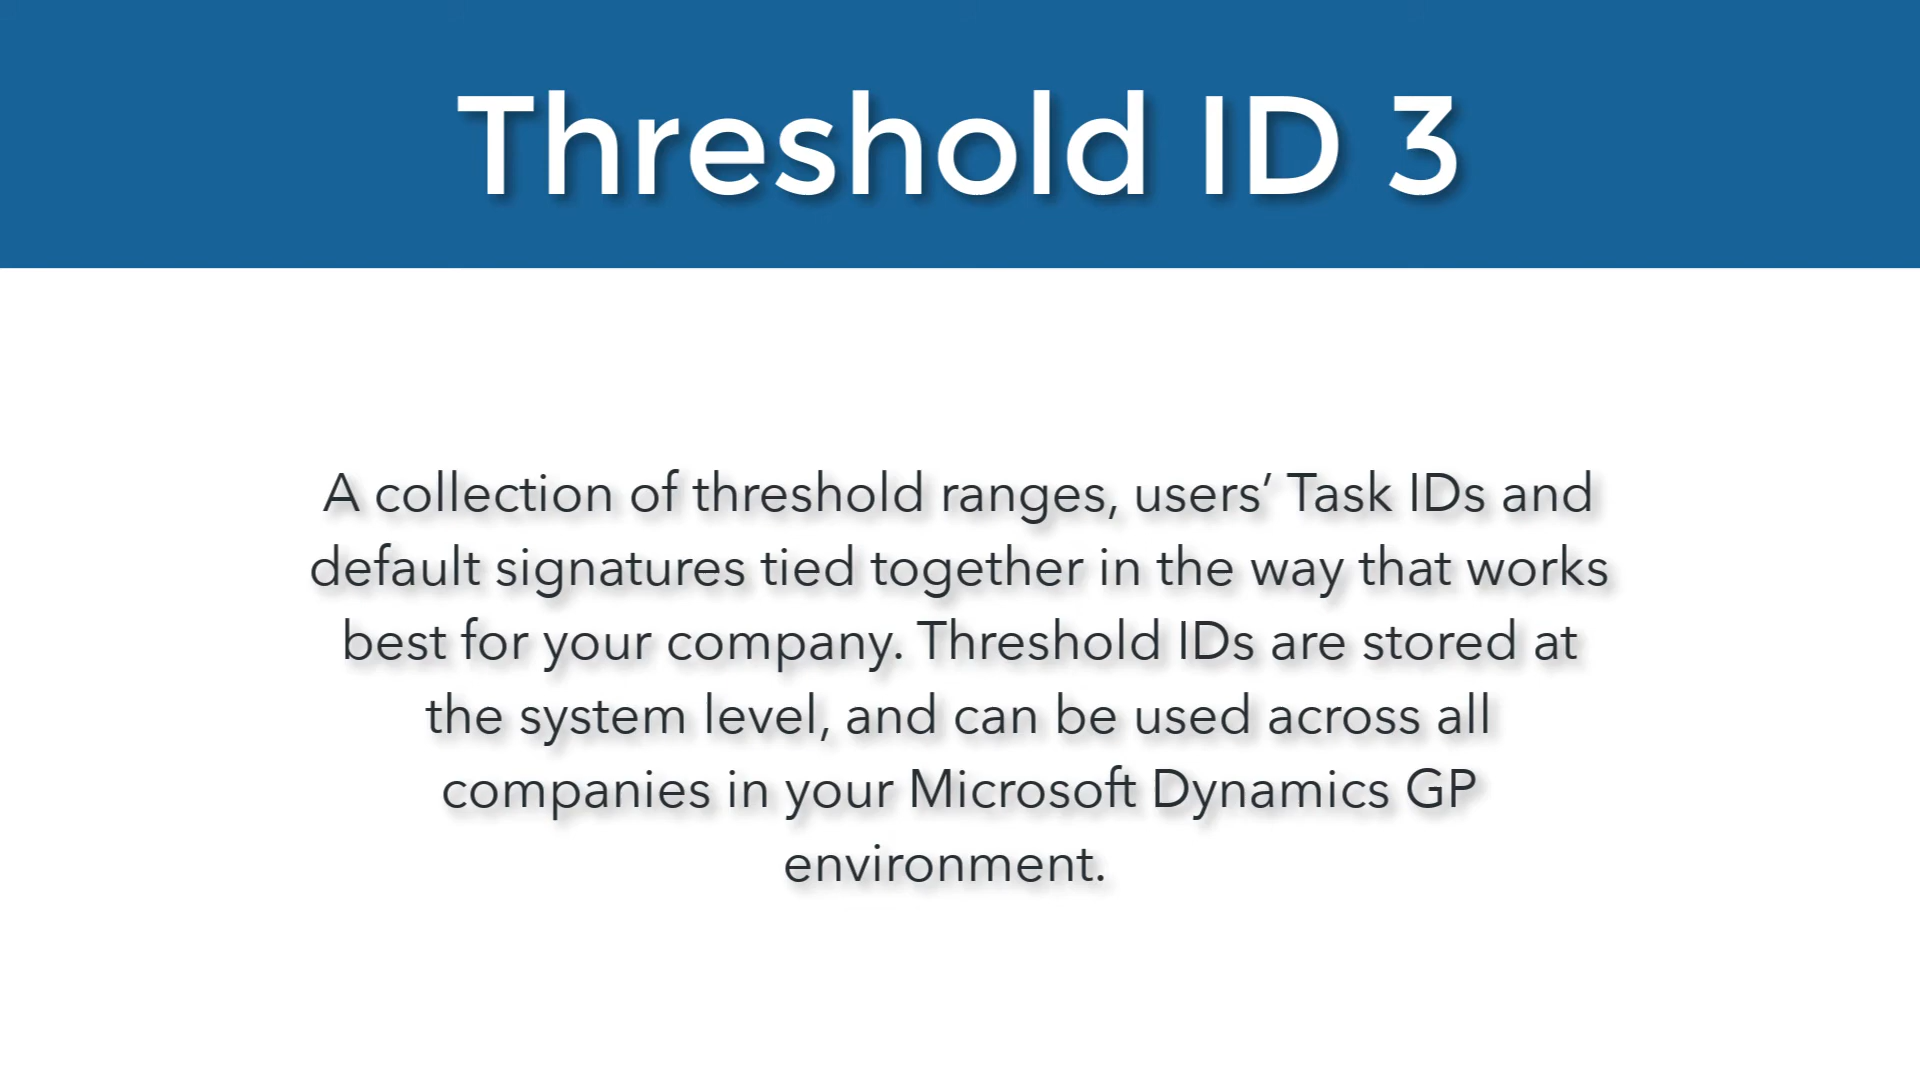 Threshold ID 3
A collection of threshold ranges, users’ Task IDs and
default signatures tied together in the way that works
best for your company. Threshold IDs are stored at
the system level, and can be used across all
companies in your Microsoft Dynamics GP
environment.